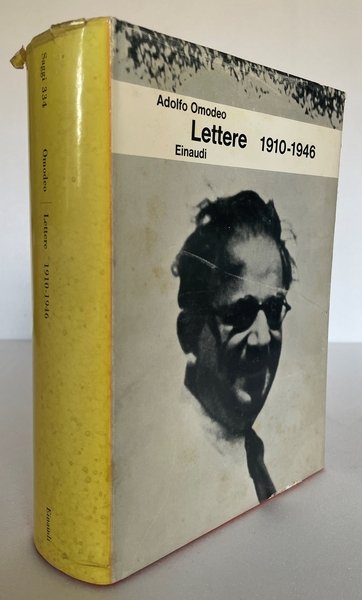 Adolfo Omodeo
Lettere 1910-1946
Einaudi
Saggi 334
Omodeo | Lettere 1910-1946
Einaudi